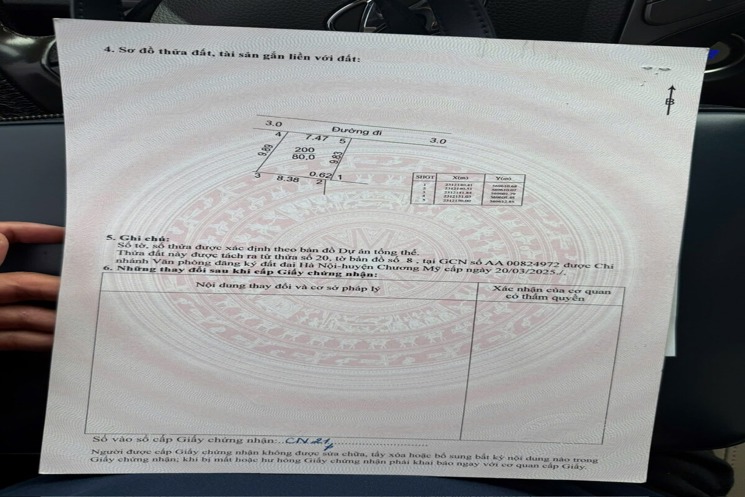 4. Sơ đồ thửa đất, tài sản gắn liền với đất:
B
3.0
Đường đi
3.0
4
7.47
5
9.89
200
80.0
9.83
3
8.38
0.62
2
1
SHĐT X(m) Y(m)
5. Ghi chú:
Số tờ, số thửa được xác định theo bản đồ Dự án tổng thể.
Thửa đất này được tách ra từ thửa số 20, tờ bản đồ số 8 , tại GCN số AA 00824972 được Chi
nhánh Văn phòng đăng ký đất đai Hà Nội-huyện Chương Mỹ cấp ngày 20/03/2025./.
6. Những thay đổi sau khi cấp Giấy chứng nhận:
Nội dung thay đổi và cơ sở pháp lý
Xác nhận của cơ quan
có thẩm quyền
Số vào sổ cấp Giấy chứng nhận:
Người được cấp Giấy chứng nhận không được sửa chữa, tẩy xóa hoặc bổ sung bất kỳ nội dung nào trong
Giấy chứng nhận; khi bị mất hoặc hư hỏng Giấy chứng nhận phải khai báo ngay với cơ quan cấp Giấy.